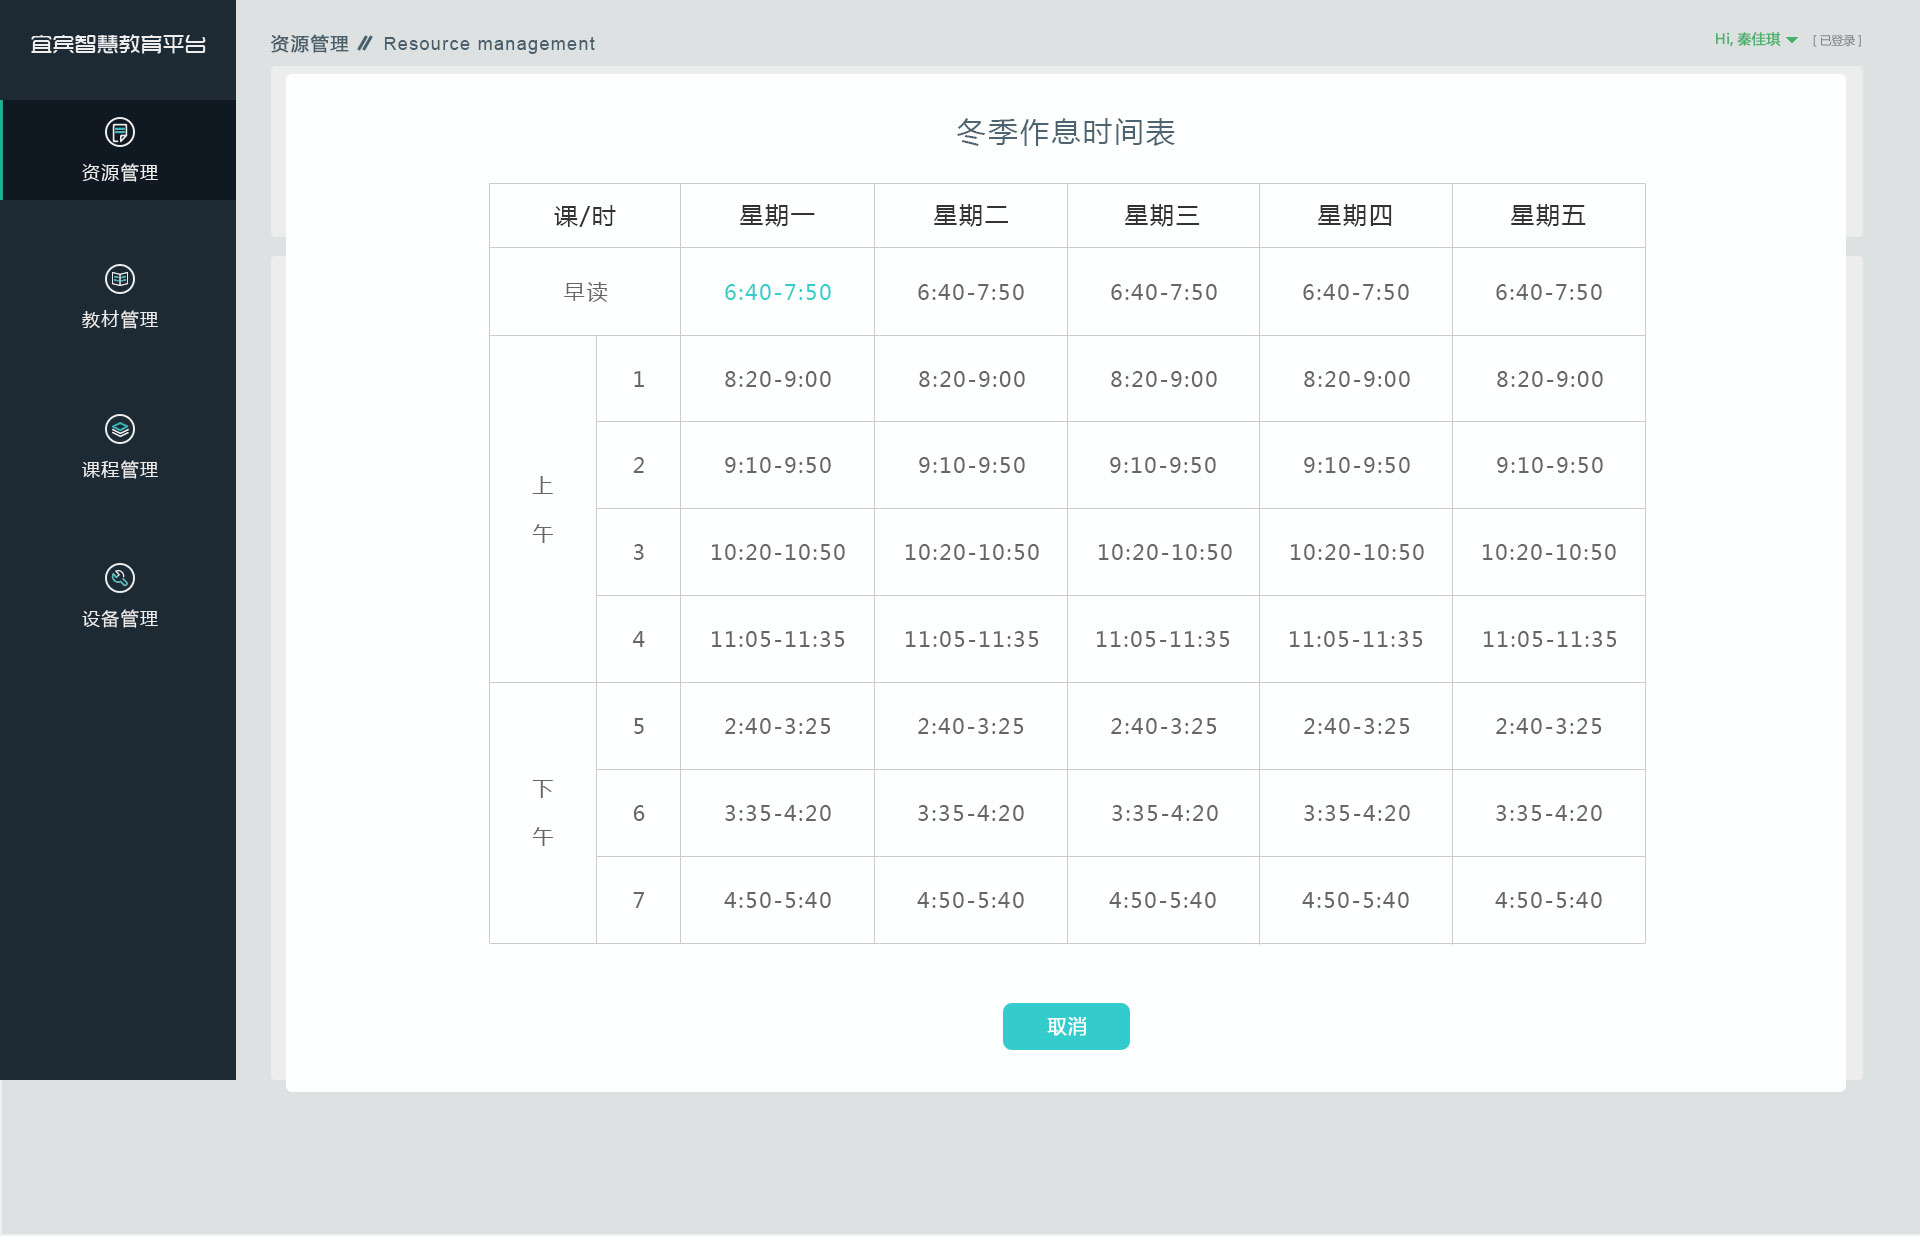 宜宾智慧教育平台
资源管理 // Resource management
Hi, 秦佳琪 [ 已登录 ]
资源管理
教材管理
课程管理
设备管理
冬季作息时间表
课/时 星期一 星期二 星期三 星期四 星期五
早读 6:40-7:50 6:40-7:50 6:40-7:50 6:40-7:50 6:40-7:50
上午
1 8:20-9:00 8:20-9:00 8:20-9:00 8:20-9:00 8:20-9:00
2 9:10-9:50 9:10-9:50 9:10-9:50 9:10-9:50 9:10-9:50
3 10:20-10:50 10:20-10:50 10:20-10:50 10:20-10:50 10:20-10:50
4 11:05-11:35 11:05-11:35 11:05-11:35 11:05-11:35 11:05-11:35
下午
5 2:40-3:25 2:40-3:25 2:40-3:25 2:40-3:25 2:40-3:25
6 3:35-4:20 3:35-4:20 3:35-4:20 3:35-4:20 3:35-4:20
7 4:50-5:40 4:50-5:40 4:50-5:40 4:50-5:40 4:50-5:40
取消